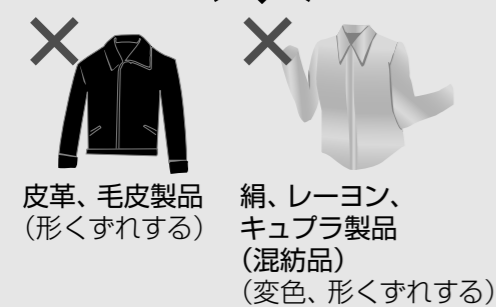 皮革、毛皮製品
(形くずれする)
絹、レーヨン、
キュプラ製品
(混紡品)
(変色、形くずれする)